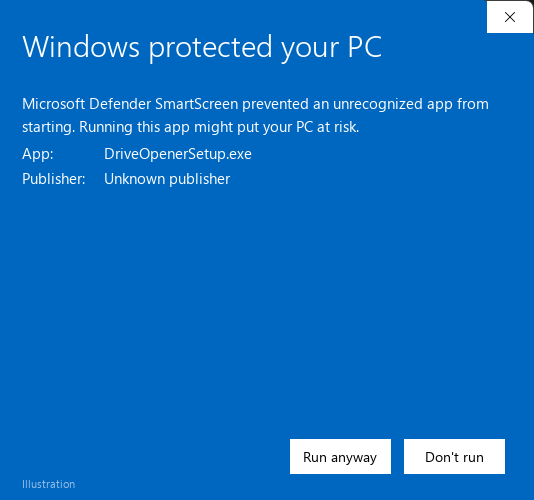 Windows protected your PC
Microsoft Defender SmartScreen prevented an unrecognized app from
starting. Running this app might put your PC at risk.
App: DriveOpenerSetup.exe
Publisher: Unknown publisher
Run anyway Don't run
Illustration